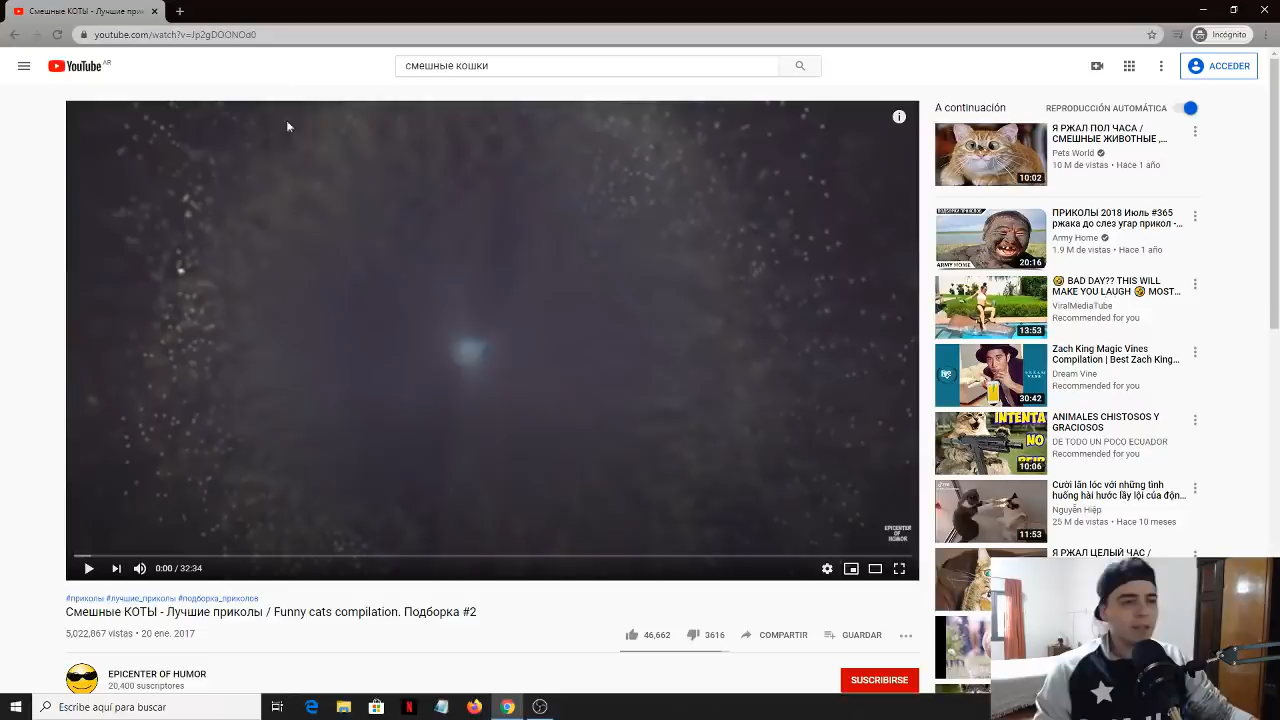 Смешные КОТЫ - Лучшие при
youtube.com/watch?v=Jp2gDOONOd0
Incógnito
YouTube AR
смешные кошки
ACCEDER
A continuación
REPRODUCCIÓN AUTOMÁTICA
Я РЖАЛ ПОЛ ЧАСА /
СМЕШНЫЕ ЖИВОТНЫЕ ,...
Pets World
10 M de vistas • Hace 1 año
10:02
ПРИКОЛЫ 2018 Июль #365
ржака до слез угар прикол -...
Army Home
1.9 M de vistas • Hace 1 año
ARMY HOME
20:16
BAD DAY?? THIS WILL
MAKE YOU LAUGH 🤣 MOST...
ViralMediaTube
Recommended for you
13:53
Zach King Magic Vines
Compilation | Best Zach King...
Dream Vine
Recommended for you
30:42
ANIMALES CHISTOSOS Y
GRACIOSOS
DE TODO UN POCO ECUADOR
Recommended for you
INTENTA
NO
REIR
10:06
Cười lăn lóc với những tình
huống hài hước lầy lội của độn...
Nguyễn Hiệp
25 M de vistas • Hace 10 meses
11:53
Я РЖАЛ ЦЕЛЫЙ ЧАС /
EPICENTER
OF
HUMOR
0:00 / 32:34
#приколы #лучшие_приколы #подборка_приколов
Смешные КОТЫ - Лучшие приколы / Funny cats compilation. Подборка #2
5,022,867 vistas • 20 ene. 2017
46,662
3616
COMPARTIR
GUARDAR
EPICENTER OF HUMOR
20,400 suscriptores
SUSCRIBIRSE
Escribe aquí para buscar